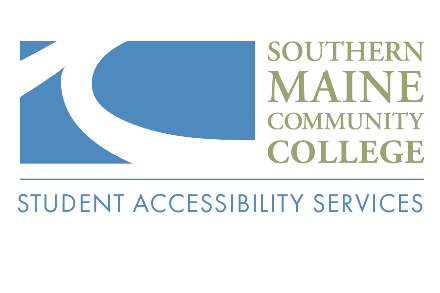 SOUTHERN
MAINE
COMMUNITY
COLLEGE
STUDENT ACCESSIBILITY SERVICES